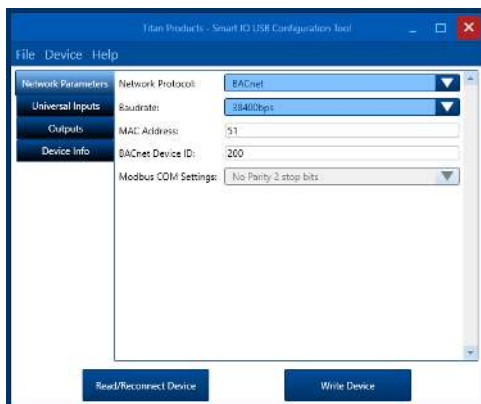 Titan Products - Smart IO USB Configuration Tool
File Device Help
Network Parameters
Universal Inputs
Outputs
Device Info
Network Protocol: BACnet
Baudrate: 38400bps
MAC Address: 51
BACnet Device ID: 200
Modbus COM Settings: No Parity 2 stop bits
Read/Reconnect Device
Write Device